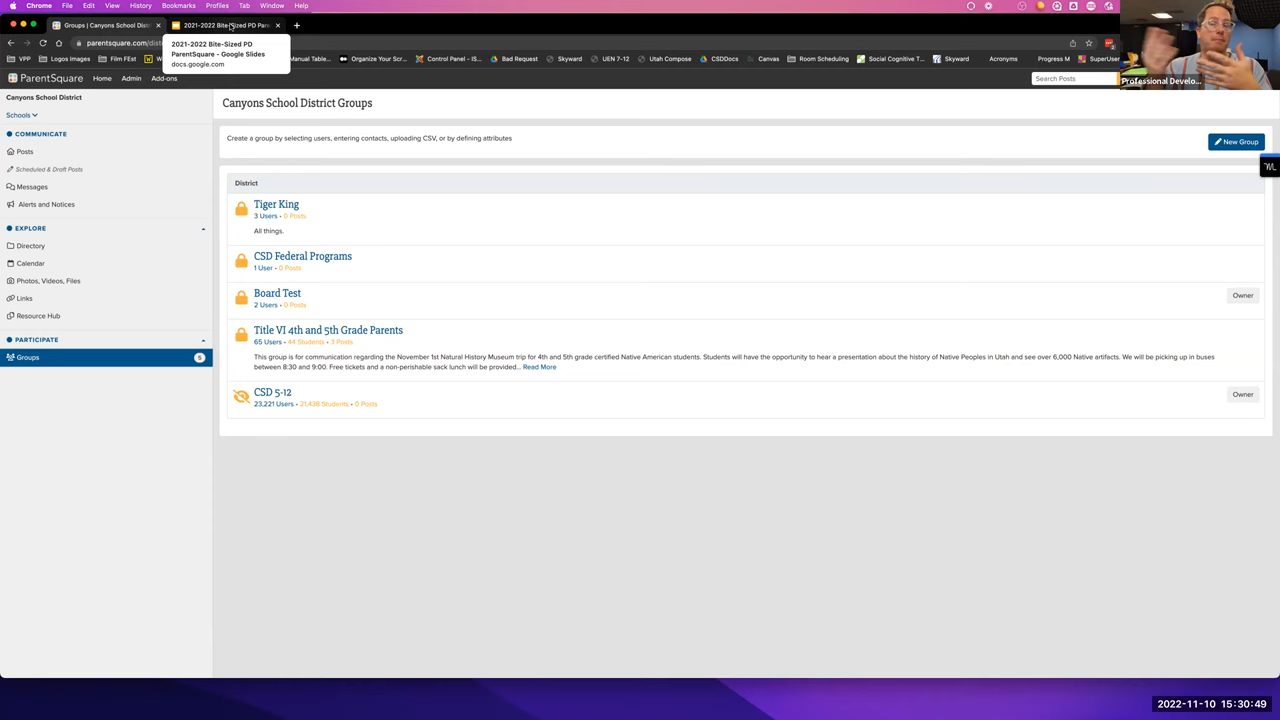 Chrome File Edit View History Bookmarks Profiles Tab Window Help
Groups | Canyons School Distri
2021-2022 Bite-Sized PD Pare
parentsquare.com/dist
2021-2022 Bite-Sized PD
ParentSquare - Google Slides
docs.google.com
VPP Logos Images Film FEst Manual Table... Organize Your Scr... Control Panel - IS... Bad Request Skyward UEN 7-12 Utah Compose CSDDocs Canvas Room Scheduling Social Cognitive T... Skyward Acronyms Progress M SuperUser
ParentSquare Home Admin Add-ons
Search Posts
Professional Develo...
Canyons School District
Schools
COMMUNICATE
Posts
Scheduled & Draft Posts
Messages
Alerts and Notices
EXPLORE
Directory
Calendar
Photos, Videos, Files
Links
Resource Hub
PARTICIPATE
Groups 5
Canyons School District Groups
Create a group by selecting users, entering contacts, uploading CSV, or by defining attributes
New Group
District
Tiger King
3 Users • 0 Posts
All things.
CSD Federal Programs
1 User • 0 Posts
Board Test
2 Users • 0 Posts
Owner
Title VI 4th and 5th Grade Parents
65 Users • 44 Students • 3 Posts
This group is for communication regarding the November 1st Natural History Museum trip for 4th and 5th grade certified Native American students. Students will have the opportunity to hear a presentation about the history of Native Peoples in Utah and see over 6,000 Native artifacts. We will be picking up in buses
between 8:30 and 9:00. Free tickets and a non-perishable sack lunch will be provided... Read More
CSD 5-12
23,221 Users • 21,438 Students • 0 Posts
Owner
2022-11-10 15:30:49